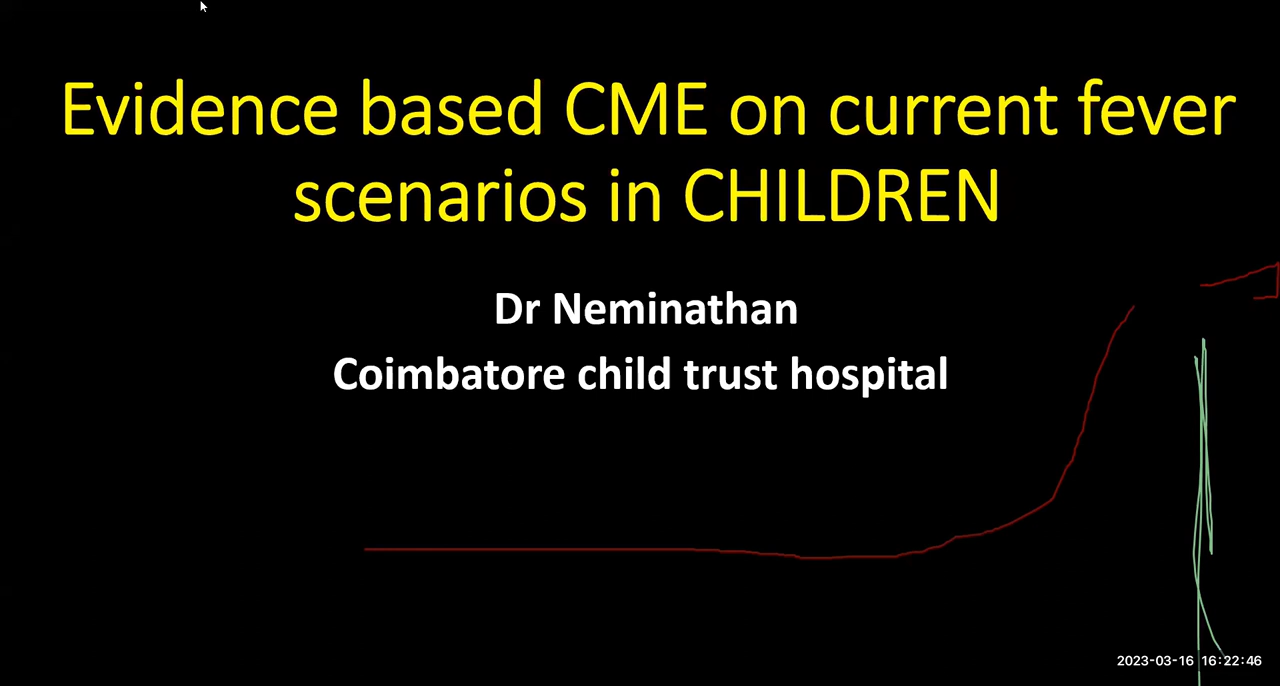 Evidence based CME on current fever
scenarios in CHILDREN
Dr Neminathan
Coimbatore child trust hospital
2023-03-16 16:22:46